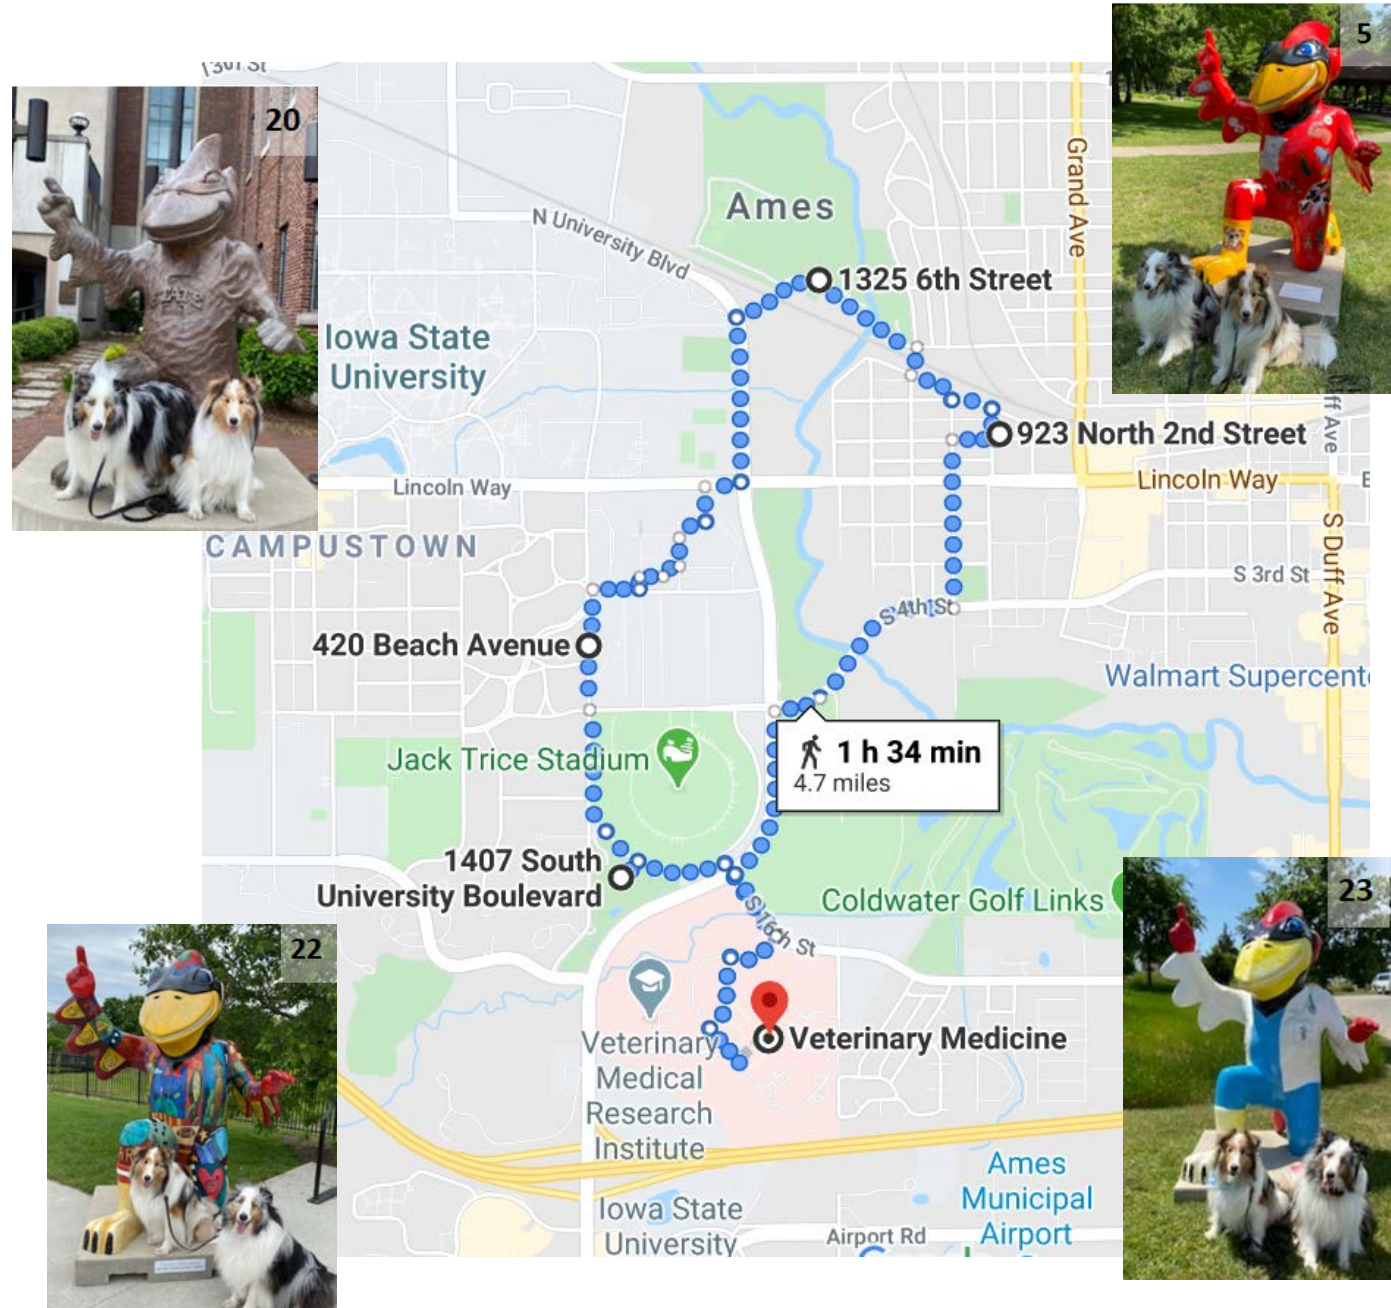 5
20
Ames
Grand Ave
N University Blvd
1325 6th Street
Iowa State
University
923 North 2nd Street
Lincoln Way
Lincoln Way
CAMPUSTOWN
S Duff Ave
S 3rd St
S 4th St
420 Beach Avenue
Walmart Supercent
Jack Trice Stadium
1 h 34 min
4.7 miles
1407 South
University Boulevard
Coldwater Golf Links
23
S 16th St
22
Veterinary Medicine
Veterinary
Medical
Research
Institute
Ames
Municipal
Airport
Iowa State
University
Airport Rd
STATE